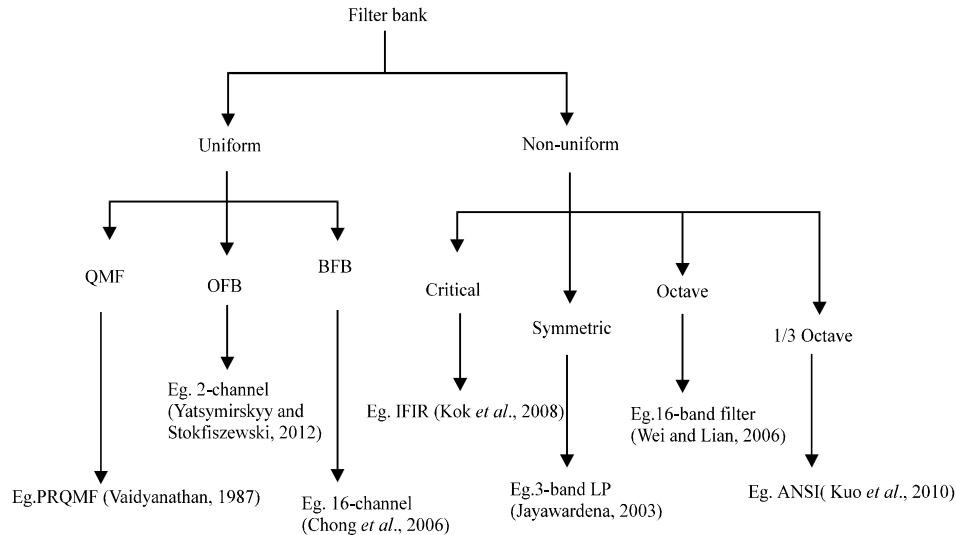 Filter bank
Uniform
Non-uniform
QMF
OFB
BFB
Critical
Symmetric
Octave
1/3 Octave
Eg. 2-channel
(Yatsymirskyy and
Stokfiszewski, 2012)
Eg. IFIR (Kok et al., 2008)
Eg.16-band filter
(Wei and Lian, 2006)
Eg.PRQMF (Vaidyanathan, 1987)
Eg. 16-channel
(Chong et al., 2006)
Eg.3-band LP
(Jayawardena, 2003)
Eg. ANSI( Kuo et al., 2010)